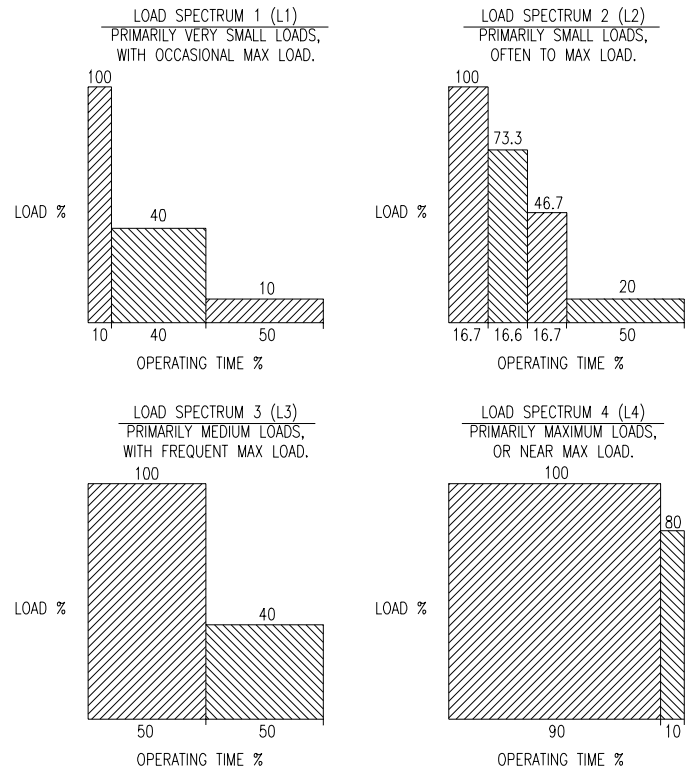 LOAD SPECTRUM 1 (L1)
PRIMARILY VERY SMALL LOADS,
WITH OCCASIONAL MAX LOAD.
100
40
10
LOAD %
10 40 50
OPERATING TIME %
LOAD SPECTRUM 2 (L2)
PRIMARILY SMALL LOADS,
OFTEN TO MAX LOAD.
100
73.3
46.7
20
LOAD %
16.7 16.6 16.7 50
OPERATING TIME %
LOAD SPECTRUM 3 (L3)
PRIMARILY MEDIUM LOADS,
WITH FREQUENT MAX LOAD.
100
40
LOAD %
50 50
OPERATING TIME %
LOAD SPECTRUM 4 (L4)
PRIMARILY MAXIMUM LOADS,
OR NEAR MAX LOAD.
100
80
LOAD %
90 10
OPERATING TIME %